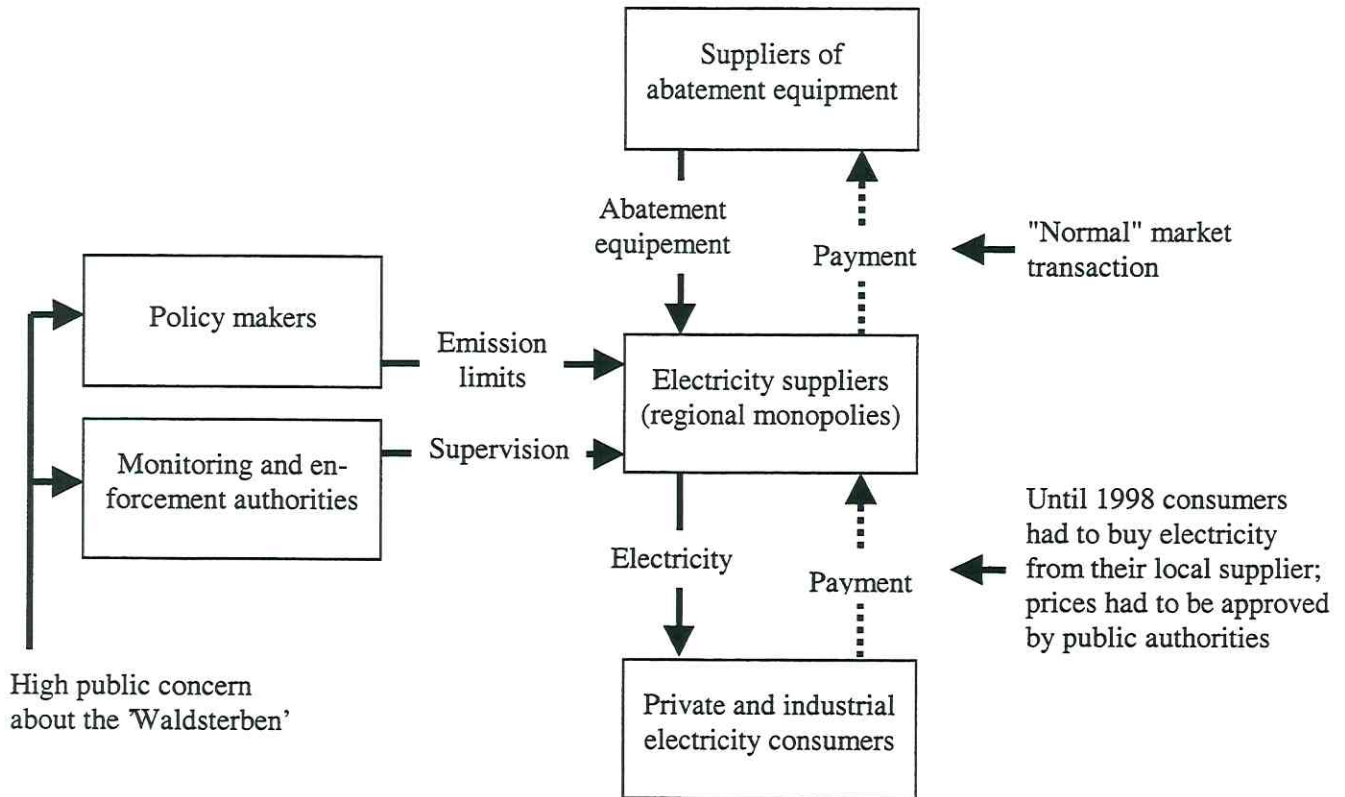 Suppliers of
abatement equipment
Abatement
equipement
Payment
"Normal" market
transaction
Policy makers
Emission
limits
Electricity suppliers
(regional monopolies)
Monitoring and en-
forcement authorities
Supervision
Electricity
Payment
Until 1998 consumers
had to buy electricity
from their local supplier;
prices had to be approved
by public authorities
High public concern
about the 'Waldsterben'
Private and industrial
electricity consumers